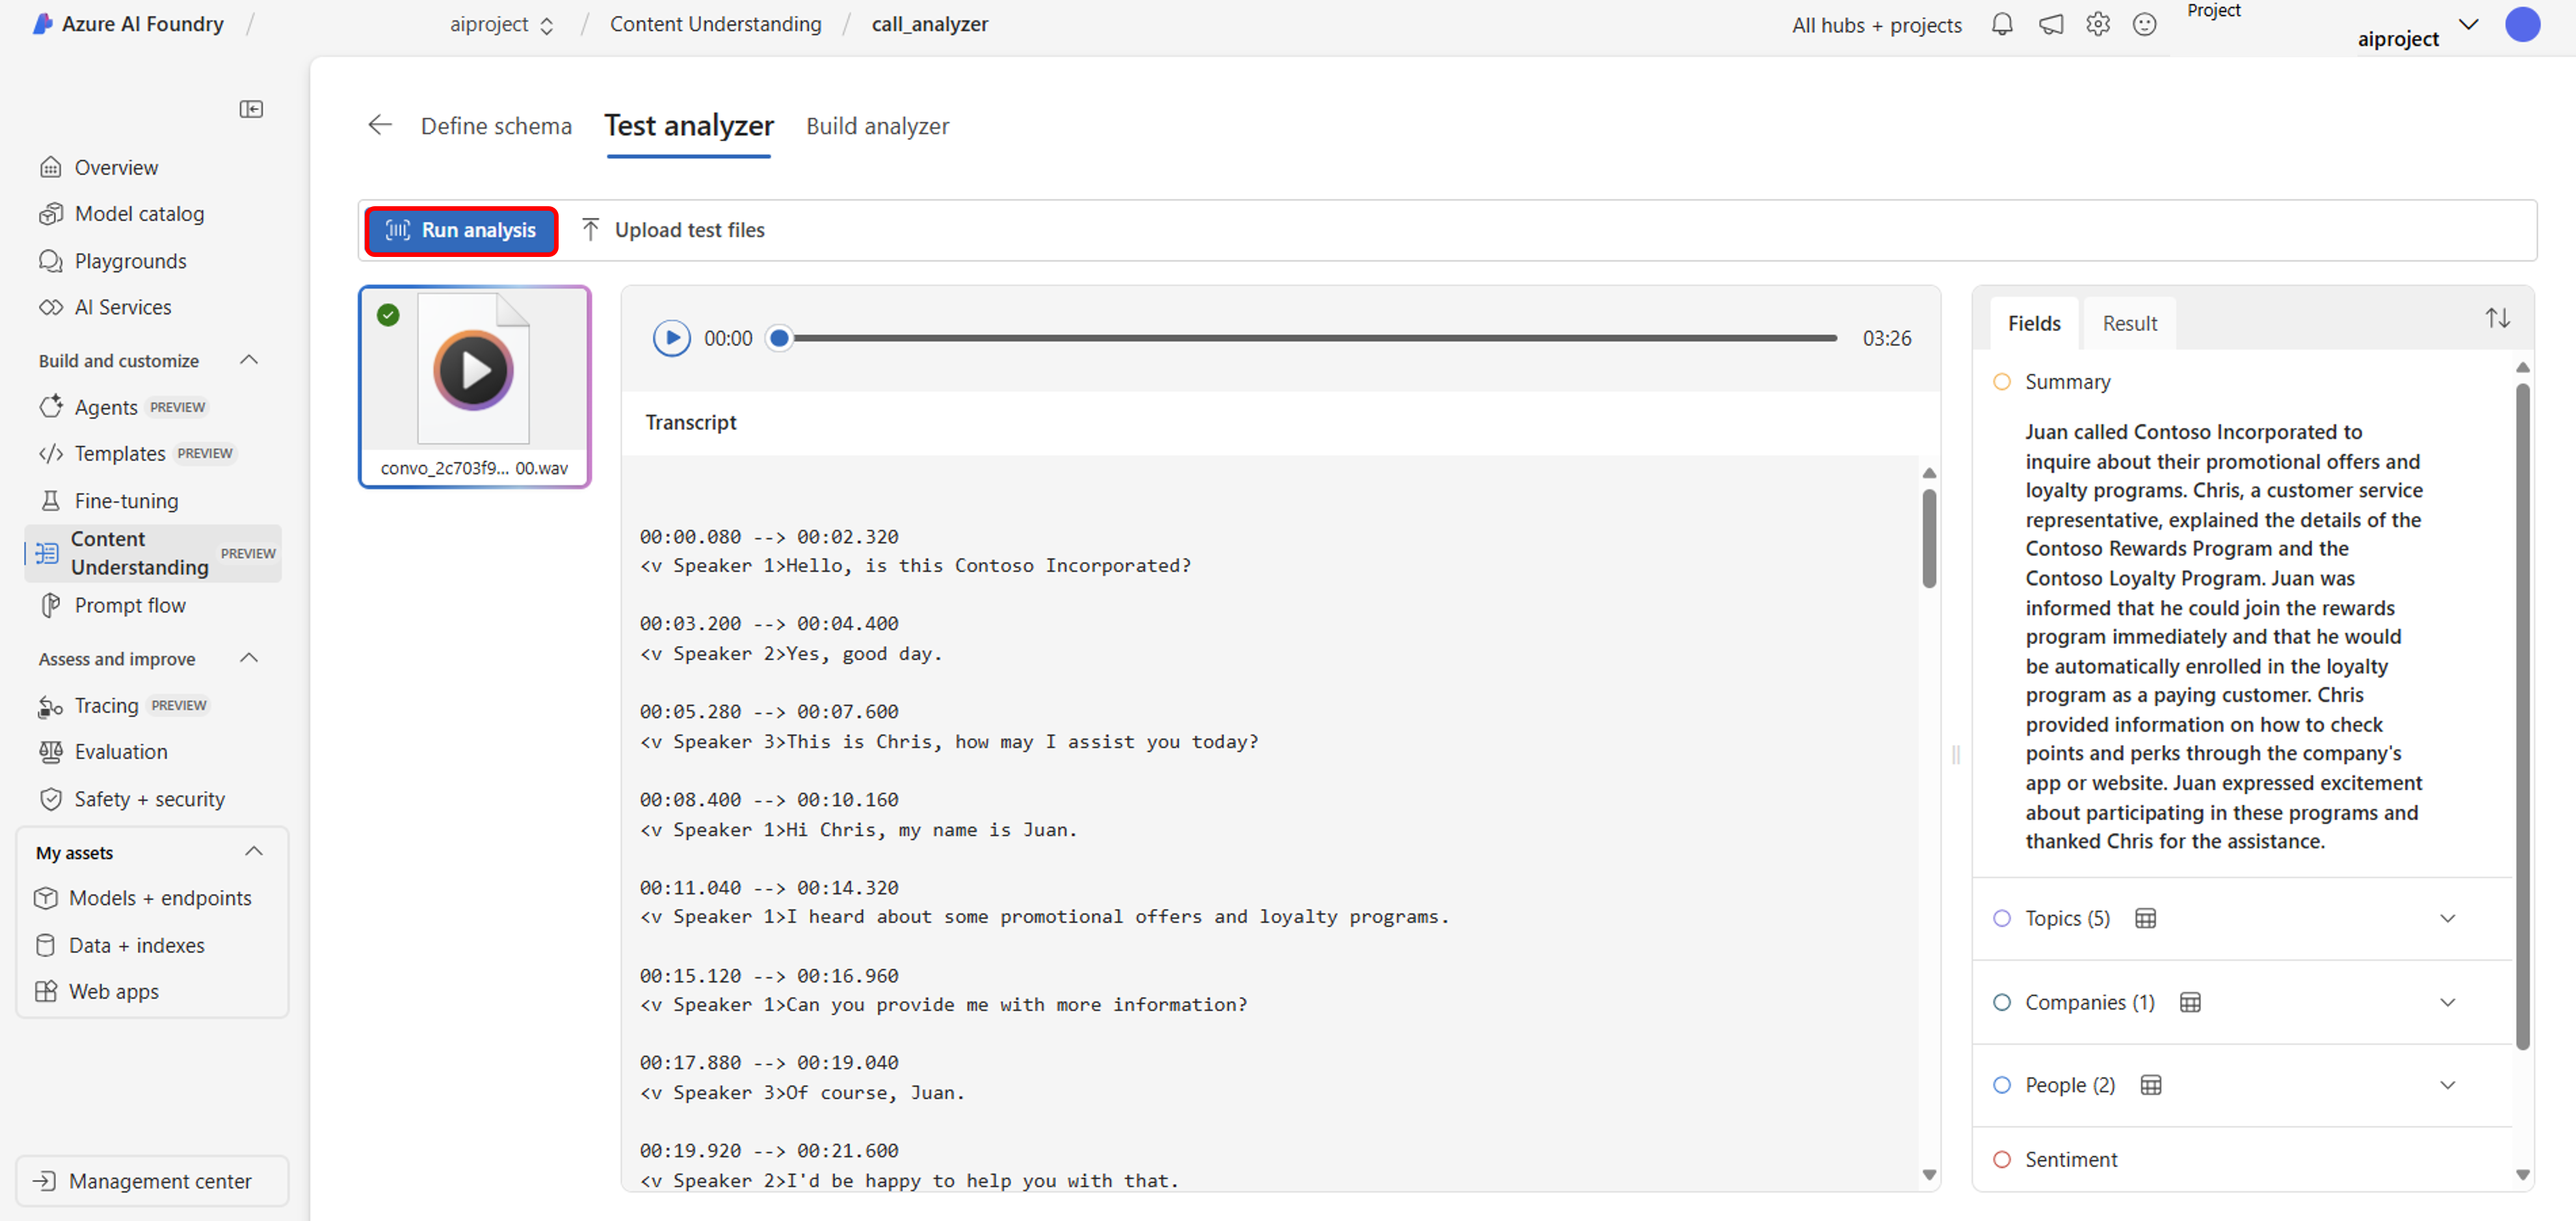 Azure AI Foundry / aiproject / Content Understanding / call_analyzer
All hubs + projects
Project
aiproject
Overview
Model catalog
Playgrounds
AI Services
Build and customize
Agents PREVIEW
Templates PREVIEW
Fine-tuning
Content
Understanding PREVIEW
Prompt flow
Assess and improve
Tracing PREVIEW
Evaluation
Safety + security
My assets
Models + endpoints
Data + indexes
Web apps
Management center
Define schema Test analyzer Build analyzer
Run analysis Upload test files
convo_2c703f9... 00.wav
00:00 03:26
Transcript
00:00.080 --> 00:02.320
<v Speaker 1>Hello, is this Contoso Incorporated?
00:03.200 --> 00:04.400
<v Speaker 2>Yes, good day.
00:05.280 --> 00:07.600
<v Speaker 3>This is Chris, how may I assist you today?
00:08.400 --> 00:10.160
<v Speaker 1>Hi Chris, my name is Juan.
00:11.040 --> 00:14.320
<v Speaker 1>I heard about some promotional offers and loyalty programs.
00:15.120 --> 00:16.960
<v Speaker 1>Can you provide me with more information?
00:17.880 --> 00:19.040
<v Speaker 3>Of course, Juan.
00:19.920 --> 00:21.600
<v Speaker 2>I'd be happy to help you with that.
Fields Result
Summary
Juan called Contoso Incorporated to
inquire about their promotional offers and
loyalty programs. Chris, a customer service
representative, explained the details of the
Contoso Rewards Program and the
Contoso Loyalty Program. Juan was
informed that he could join the rewards
program immediately and that he would
be automatically enrolled in the loyalty
program as a paying customer. Chris
provided information on how to check
points and perks through the company's
app or website. Juan expressed excitement
about participating in these programs and
thanked Chris for the assistance.
Topics (5)
Companies (1)
People (2)
Sentiment